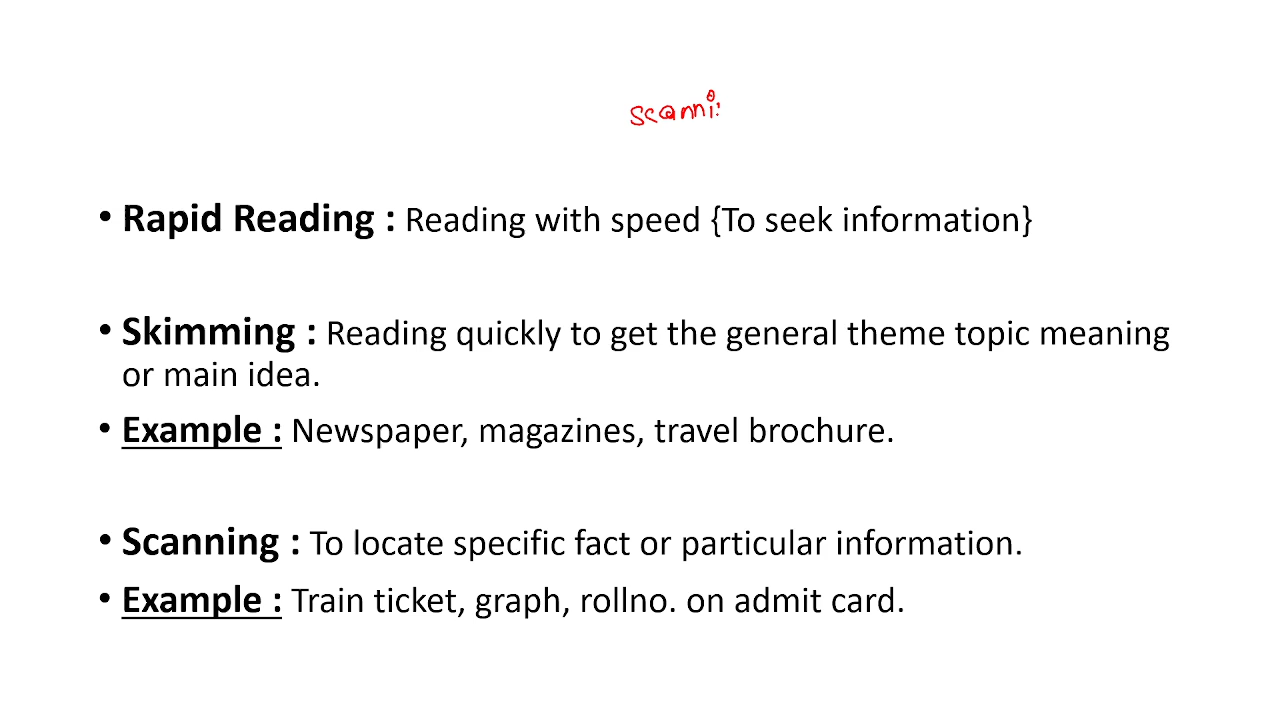 scanni
• Rapid Reading : Reading with speed {To seek information}
• Skimming : Reading quickly to get the general theme topic meaning
or main idea.
• Example : Newspaper, magazines, travel brochure.
• Scanning : To locate specific fact or particular information.
• Example : Train ticket, graph, rollno. on admit card.